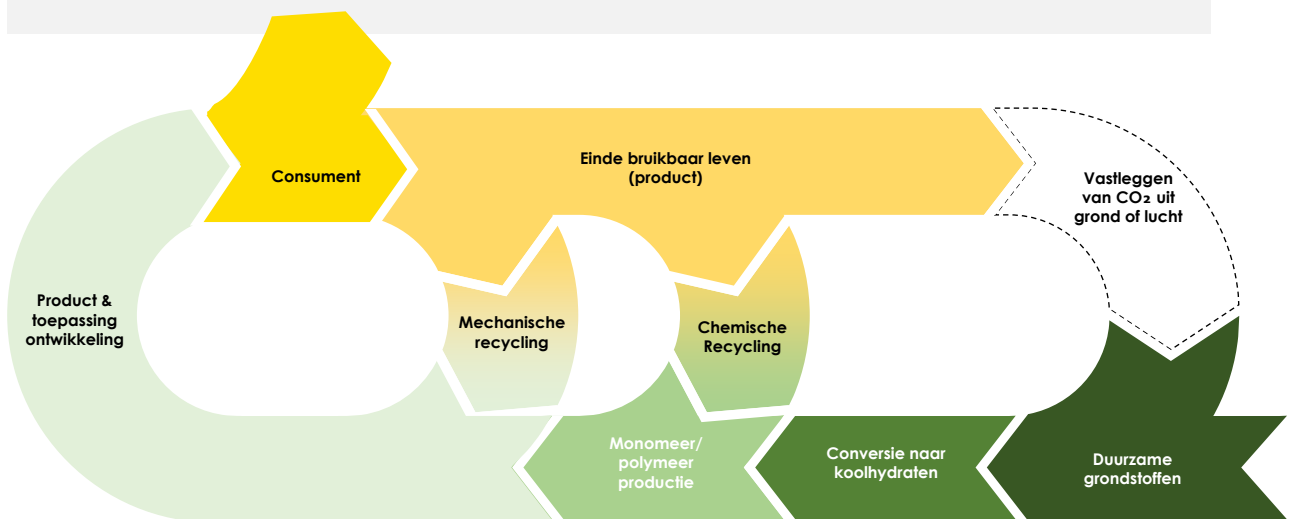 Consument
Einde bruikbaar leven
(product)
Vastleggen
van CO₂ uit
grond of lucht
Product &
toepassing
ontwikkeling
Mechanische
recycling
Chemische
Recycling
Monomeer/
polymeer
productie
Conversie naar
koolhydraten
Duurzame
grondstoffen